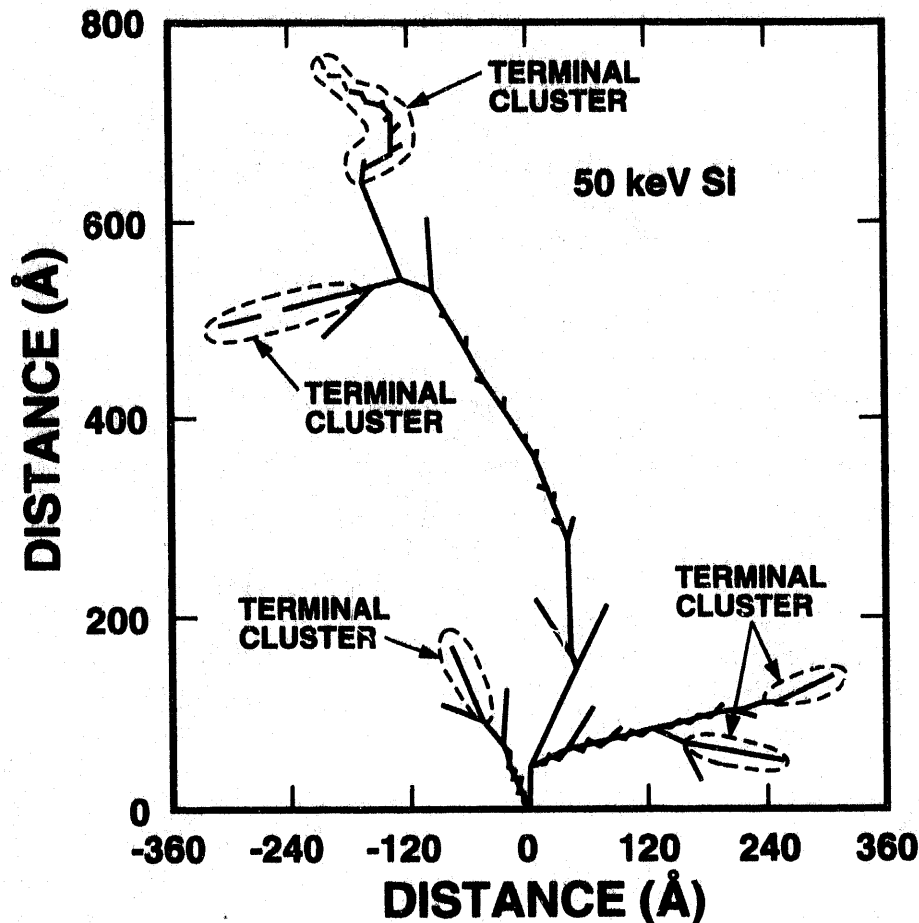 800
TERMINAL
CLUSTER
50 keV Si
600
TERMINAL
CLUSTER
400
TERMINAL
CLUSTER
TERMINAL
CLUSTER
200
0
-360 -240 -120 0 120 240 360
DISTANCE (Å)
DISTANCE (Å)